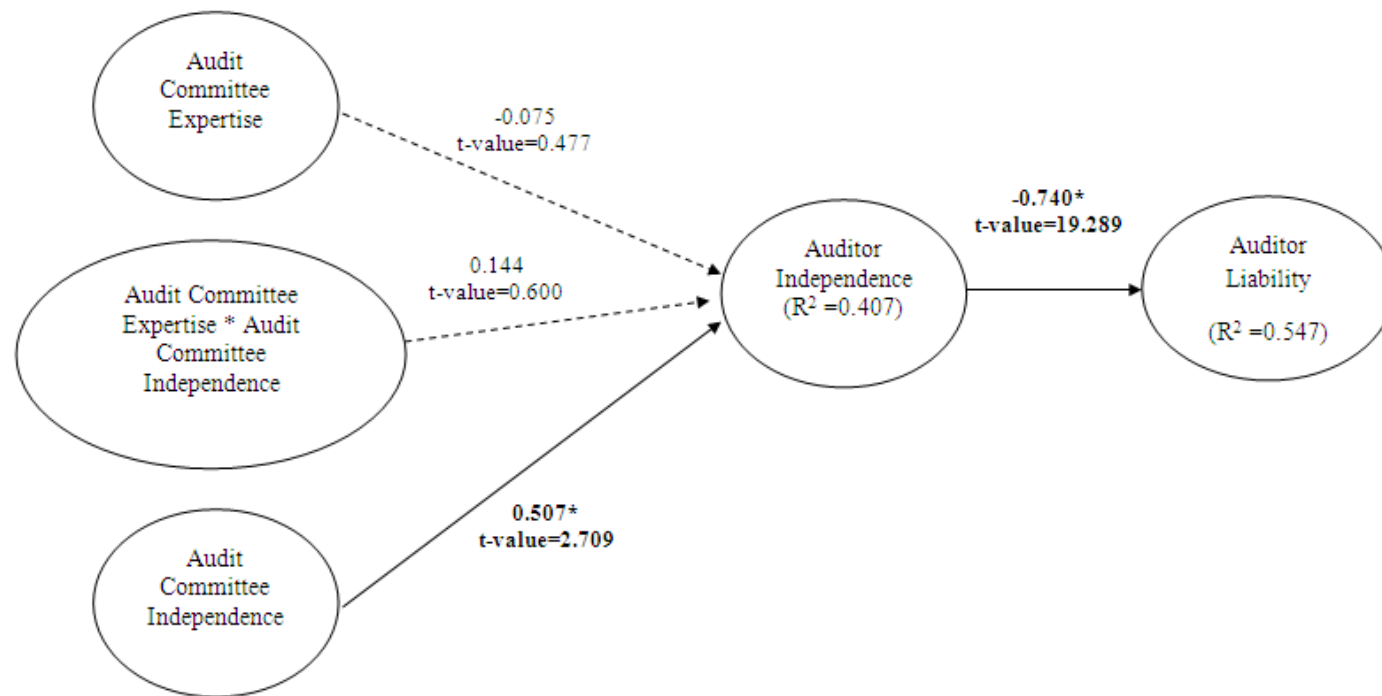 Audit
Committee
Expertise
-0.075
t-value=0.477
Audit Committee
Expertise * Audit
Committee
Independence
0.144
t-value=0.600
Audit
Committee
Independence
0.507*
t-value=2.709
Auditor
Independence
(R² =0.407)
-0.740*
t-value=19.289
Auditor
Liability
(R² =0.547)